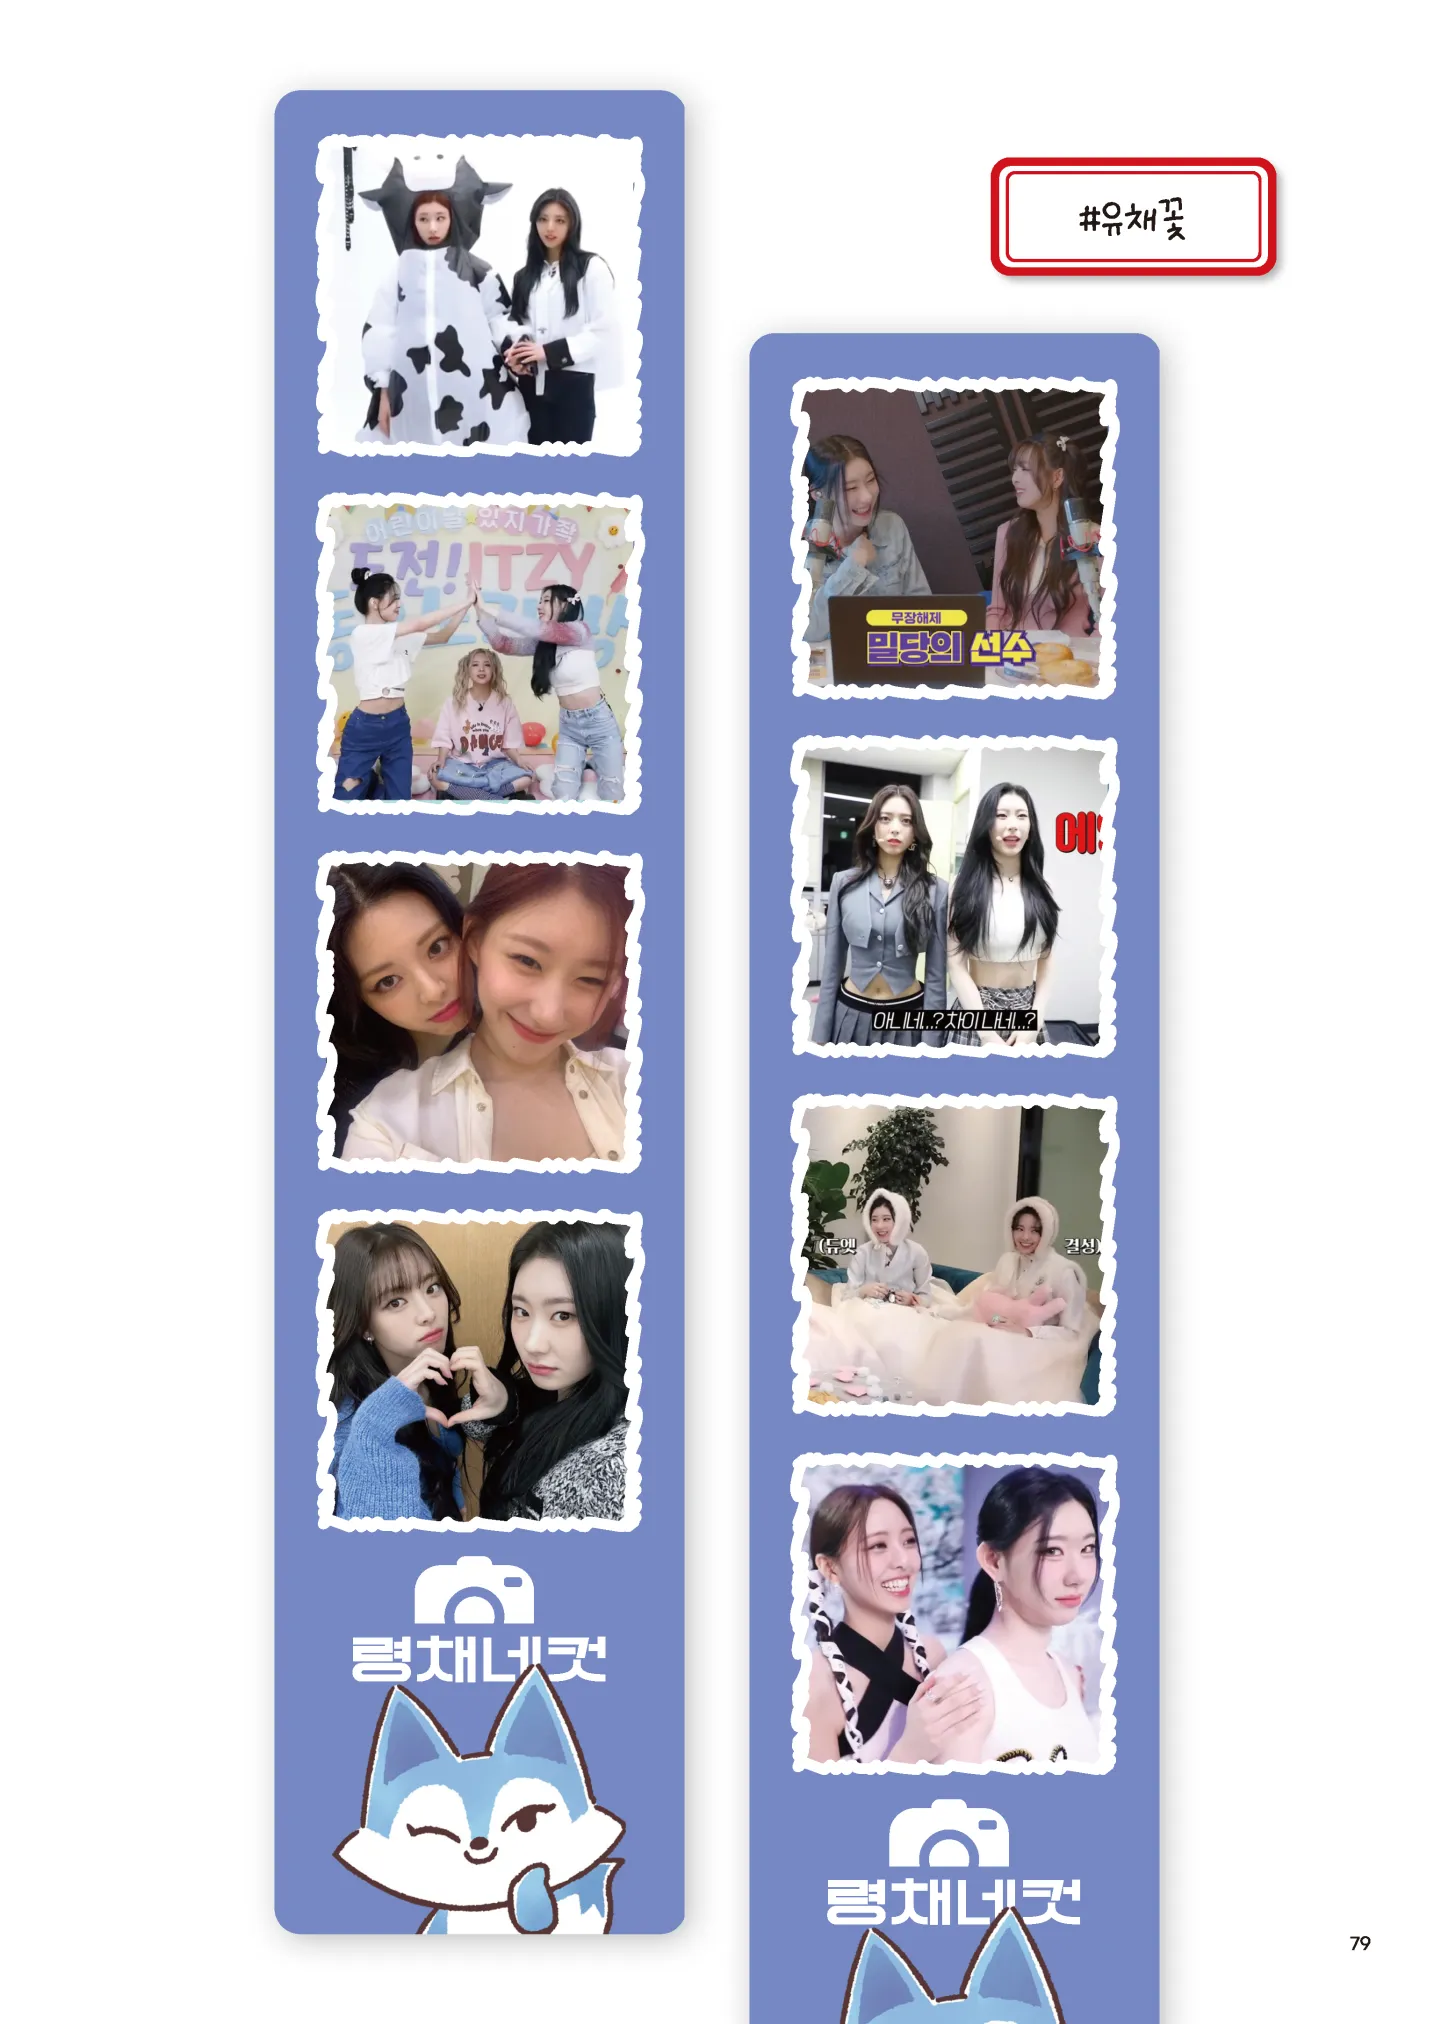 #유채꽃
어린이날 있지가좍
도전! ITZY
령채네컷
무장해제
밀당의 선수
아니네..? 차이나네..?
(듀엣 결성)
령채네컷
79